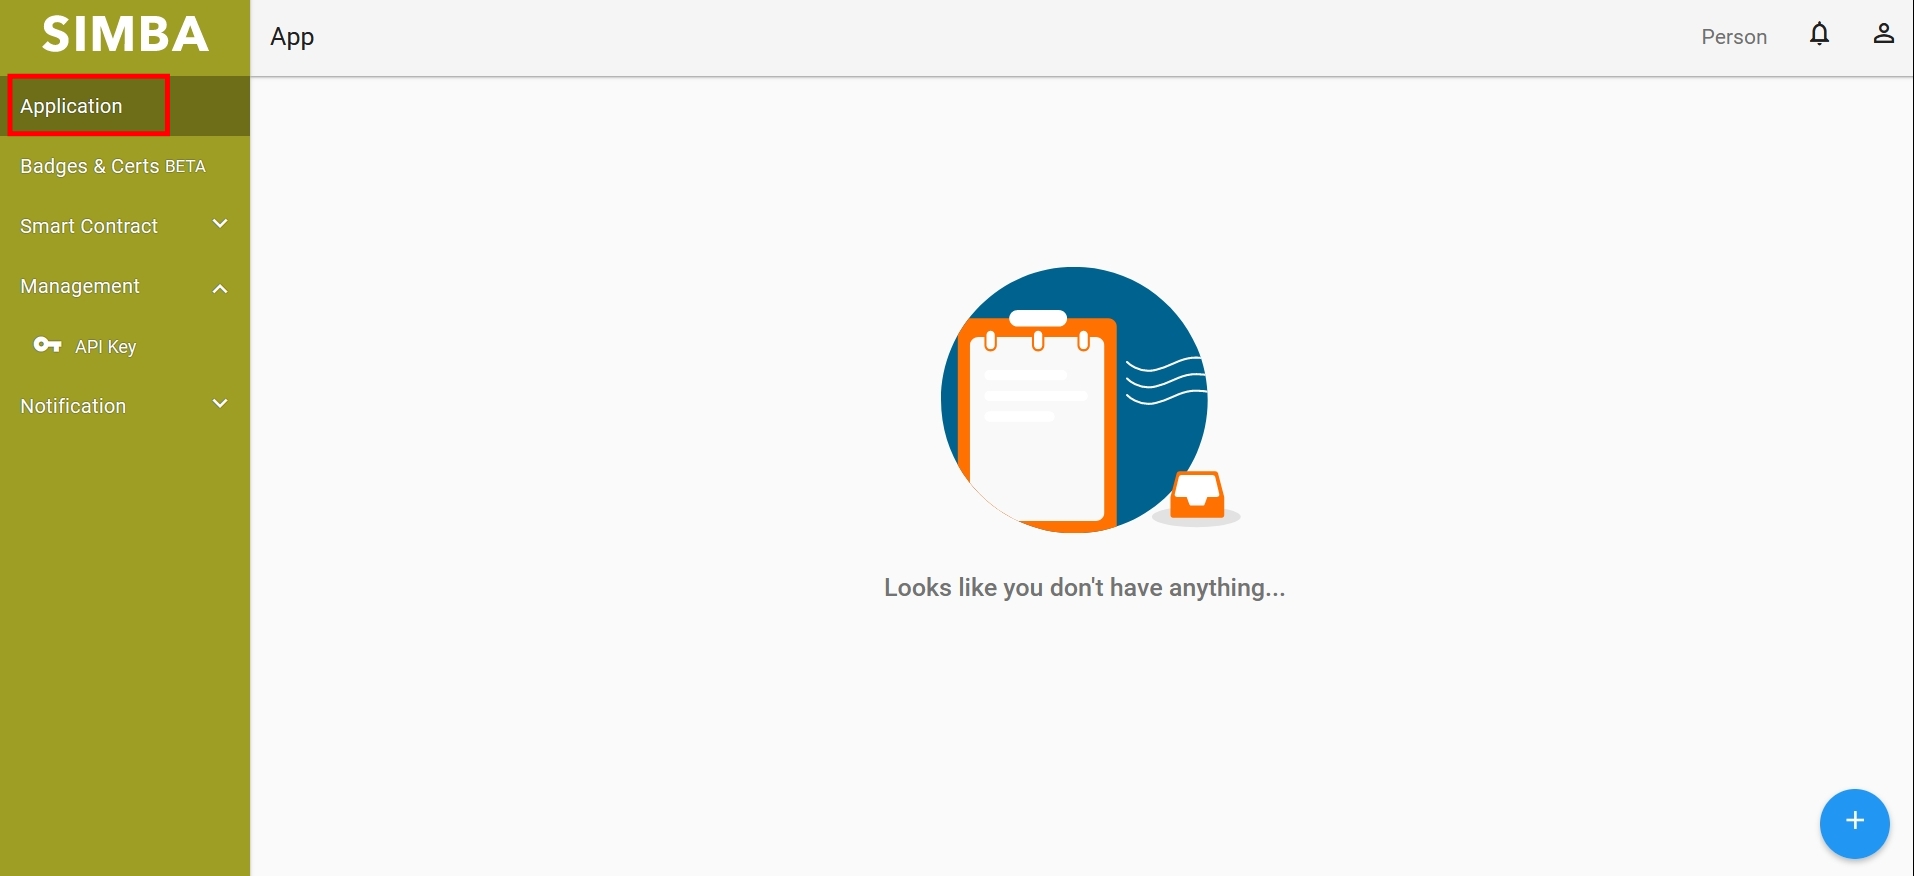 SIMBA
App
Person
Application
Badges & Certs BETA
Smart Contract
Management
API Key
Notification
Looks like you don't have anything...